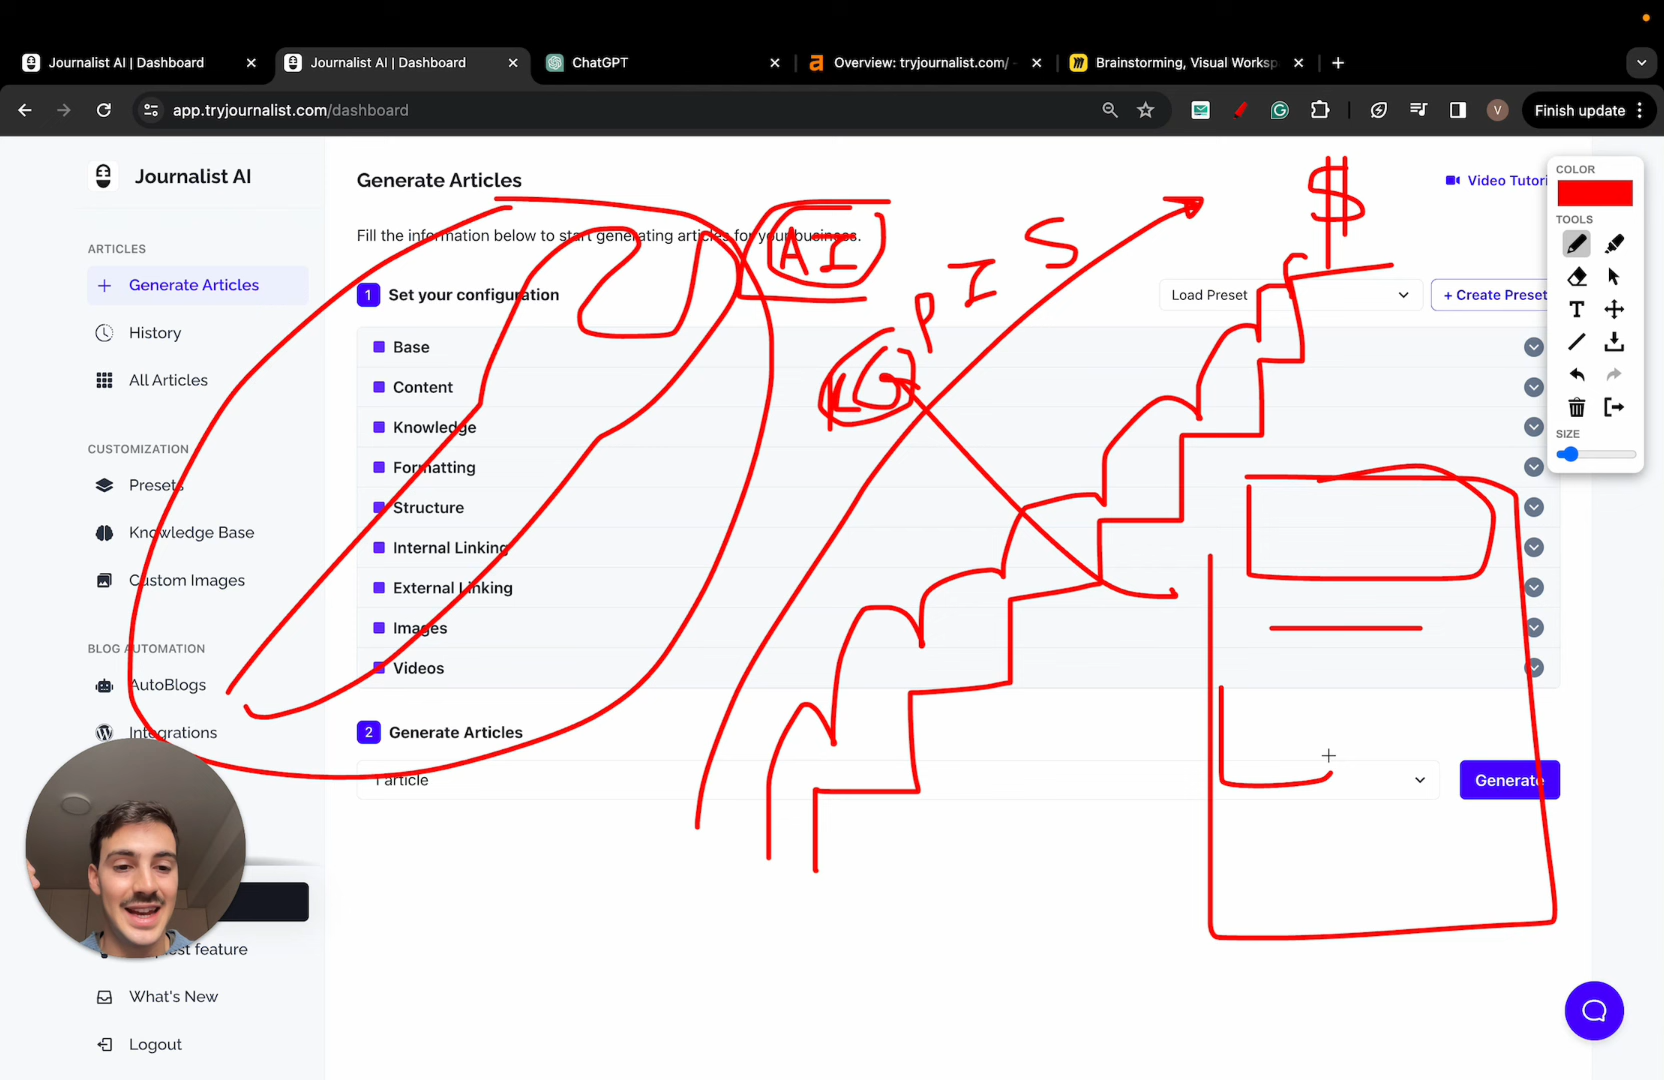 Journalist AI | Dashboard
Journalist AI | Dashboard
ChatGPT
Overview: tryjournalist.com/
Brainstorming, Visual Worksp
app.tryjournalist.com/dashboard
V
Finish update
Journalist AI
ARTICLES
Generate Articles
History
All Articles
CUSTOMIZATION
Presets
Knowledge Base
Custom Images
BLOG AUTOMATION
AutoBlogs
Integrations
feature
What's New
Logout
Generate Articles
Video Tutori
Fill the information below to start generating articles for your business.
1 Set your configuration
Load Preset
+ Create Preset
Base
Content
Knowledge
Formatting
Structure
Internal Linking
External Linking
Images
Videos
2 Generate Articles
1 article
Generate
AI
$
P I S
COLOR
TOOLS
T
SIZE